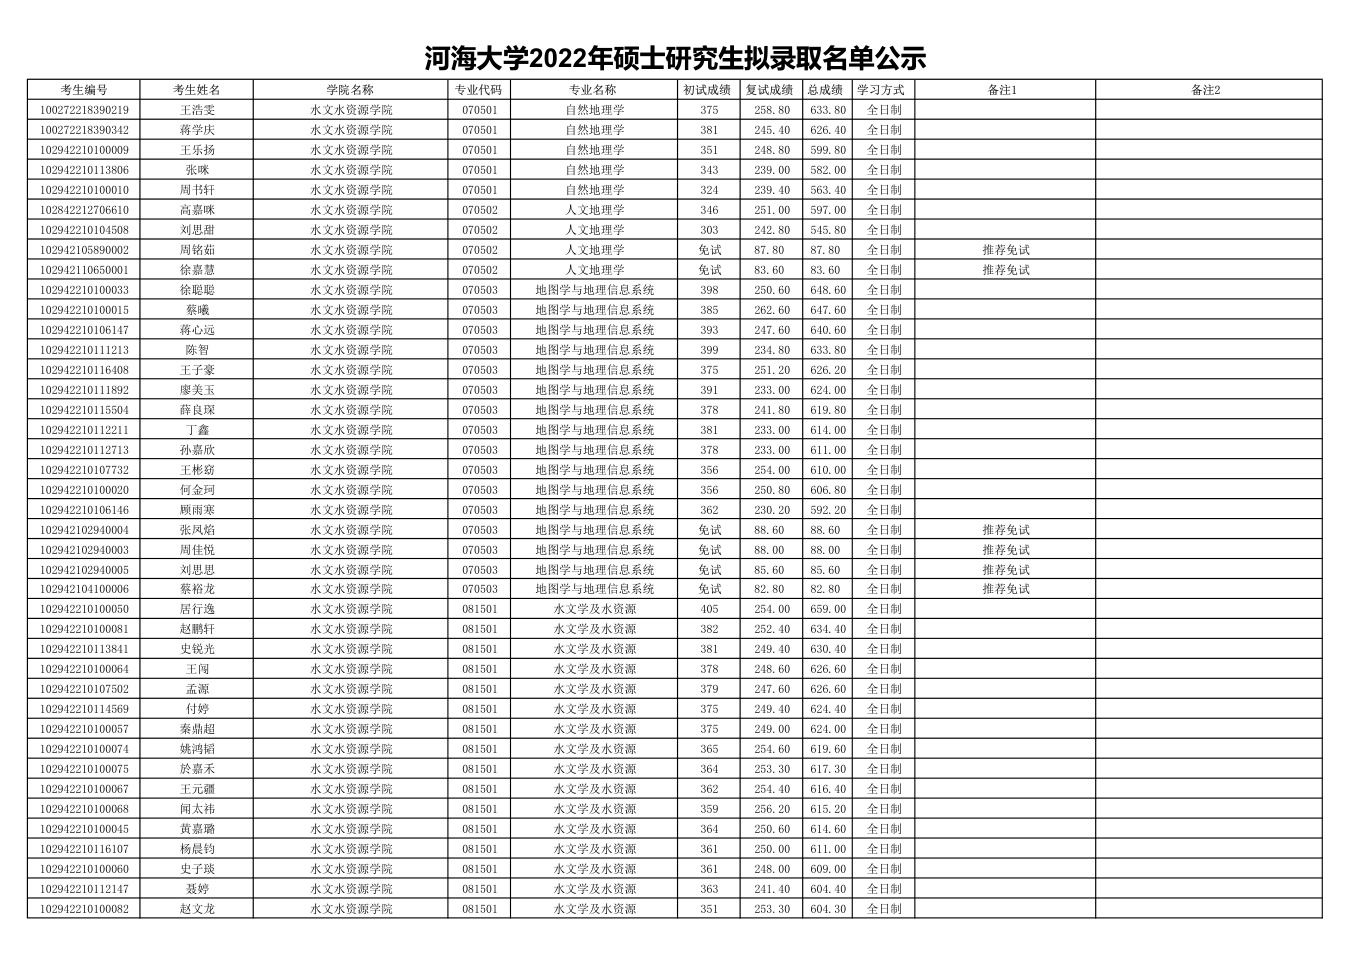 河海大学2022年硕士研究生拟录取名单公示
考生编号 考生姓名 学院名称 专业代码 专业名称 初试成绩 复试成绩 总成绩 学习方式 备注1 备注2
100272218390219 王浩雯 水文水资源学院 070501 自然地理学 375 258.80 633.80 全日制
100272218390342 蒋学庆 水文水资源学院 070501 自然地理学 381 245.40 626.40 全日制
102942210100009 王乐扬 水文水资源学院 070501 自然地理学 351 248.80 599.80 全日制
102942210113806 张咪 水文水资源学院 070501 自然地理学 343 239.00 582.00 全日制
102942210100010 周书轩 水文水资源学院 070501 自然地理学 324 239.40 563.40 全日制
102842212706610 高嘉咪 水文水资源学院 070502 人文地理学 346 251.00 597.00 全日制
102942210104508 刘思甜 水文水资源学院 070502 人文地理学 303 242.80 545.80 全日制
102942105890002 周铭茹 水文水资源学院 070502 人文地理学 免试 87.80 87.80 全日制 推荐免试
102942110650001 徐嘉慧 水文水资源学院 070502 人文地理学 免试 83.60 83.60 全日制 推荐免试
102942210100033 徐聪聪 水文水资源学院 070503 地图学与地理信息系统 398 250.60 648.60 全日制
102942210100015 蔡曦 水文水资源学院 070503 地图学与地理信息系统 385 262.60 647.60 全日制
102942210106147 蒋心远 水文水资源学院 070503 地图学与地理信息系统 393 247.60 640.60 全日制
102942210111213 陈智 水文水资源学院 070503 地图学与地理信息系统 399 234.80 633.80 全日制
102942210116408 王子豪 水文水资源学院 070503 地图学与地理信息系统 375 251.20 626.20 全日制
102942210111892 廖美玉 水文水资源学院 070503 地图学与地理信息系统 391 233.00 624.00 全日制
102942210115504 薛良琛 水文水资源学院 070503 地图学与地理信息系统 378 241.80 619.80 全日制
102942210112211 丁鑫 水文水资源学院 070503 地图学与地理信息系统 381 233.00 614.00 全日制
102942210112713 孙嘉欣 水文水资源学院 070503 地图学与地理信息系统 378 233.00 611.00 全日制
102942210107732 王彬窈 水文水资源学院 070503 地图学与地理信息系统 356 254.00 610.00 全日制
102942210100020 何金珂 水文水资源学院 070503 地图学与地理信息系统 356 250.80 606.80 全日制
102942210106146 顾雨寒 水文水资源学院 070503 地图学与地理信息系统 362 230.20 592.20 全日制
102942102940004 张凤焰 水文水资源学院 070503 地图学与地理信息系统 免试 88.60 88.60 全日制 推荐免试
102942102940003 周佳悦 水文水资源学院 070503 地图学与地理信息系统 免试 88.00 88.00 全日制 推荐免试
102942102940005 刘思思 水文水资源学院 070503 地图学与地理信息系统 免试 85.60 85.60 全日制 推荐免试
102942104100006 蔡裕龙 水文水资源学院 070503 地图学与地理信息系统 免试 82.80 82.80 全日制 推荐免试
102942210100050 居行逸 水文水资源学院 081501 水文学及水资源 405 254.00 659.00 全日制
102942210100081 赵鹏轩 水文水资源学院 081501 水文学及水资源 382 252.40 634.40 全日制
102942210113841 史锐光 水文水资源学院 081501 水文学及水资源 381 249.40 630.40 全日制
102942210100064 王闯 水文水资源学院 081501 水文学及水资源 378 248.60 626.60 全日制
102942210107502 孟源 水文水资源学院 081501 水文学及水资源 379 247.60 626.60 全日制
102942210114569 付婷 水文水资源学院 081501 水文学及水资源 375 249.40 624.40 全日制
102942210100057 秦鼎超 水文水资源学院 081501 水文学及水资源 375 249.00 624.00 全日制
102942210100074 姚鸿韬 水文水资源学院 081501 水文学及水资源 365 254.60 619.60 全日制
102942210100075 於嘉禾 水文水资源学院 081501 水文学及水资源 364 253.30 617.30 全日制
102942210100067 王元疆 水文水资源学院 081501 水文学及水资源 362 254.40 616.40 全日制
102942210100068 闻太祎 水文水资源学院 081501 水文学及水资源 359 256.20 615.20 全日制
102942210100045 黄嘉璐 水文水资源学院 081501 水文学及水资源 364 250.60 614.60 全日制
102942210116107 杨晨钧 水文水资源学院 081501 水文学及水资源 361 250.00 611.00 全日制
102942210100060 史子琰 水文水资源学院 081501 水文学及水资源 361 248.00 609.00 全日制
102942210112147 聂婷 水文水资源学院 081501 水文学及水资源 363 241.40 604.40 全日制
102942210100082 赵文龙 水文水资源学院 081501 水文学及水资源 351 253.30 604.30 全日制